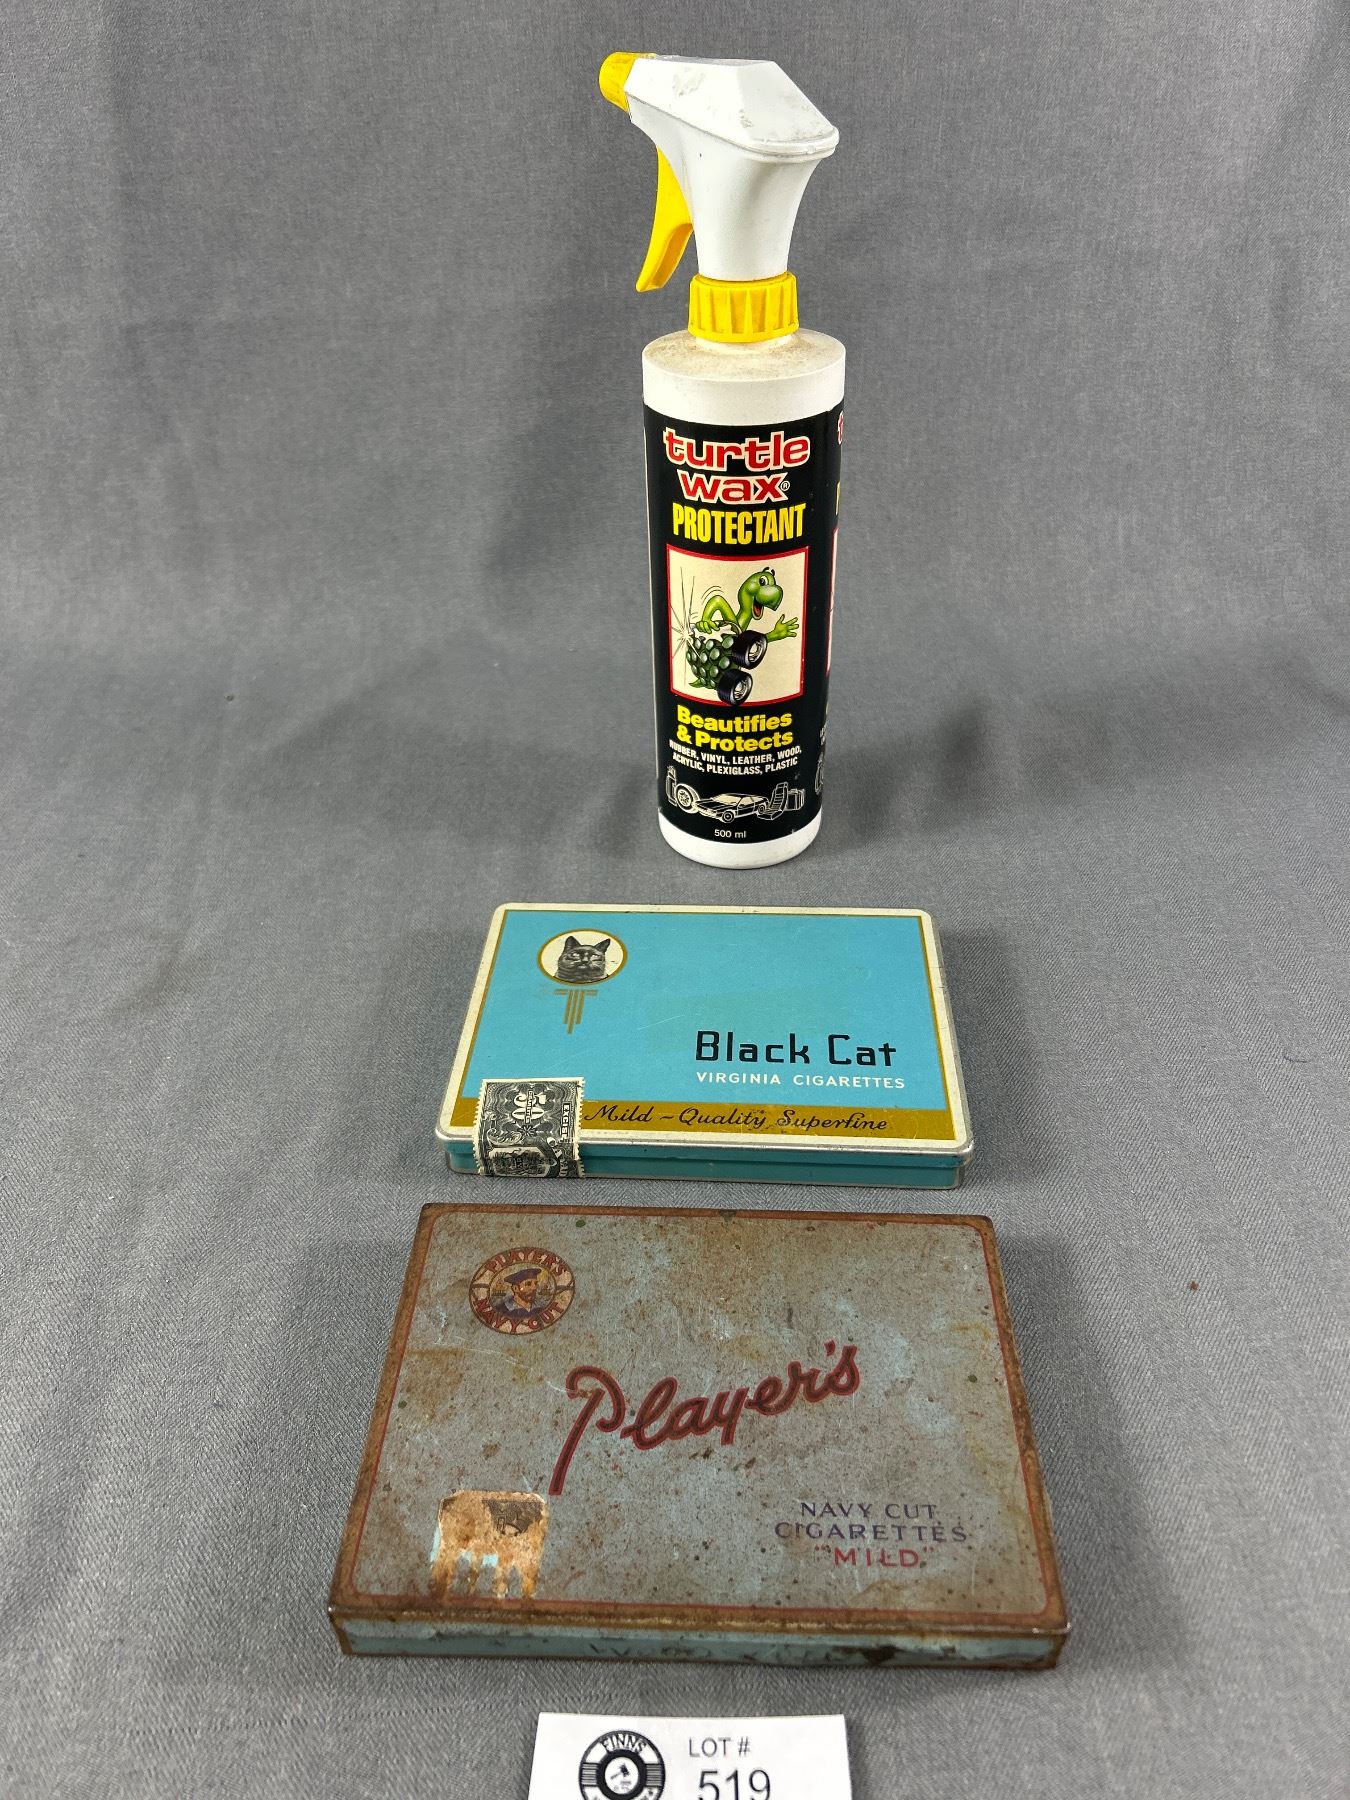 turtle
wax®
PROTECTANT
Beautifies
& Protects
RUBBER, VINYL, LEATHER, WOOD,
ACRYLIC, PLEXIGLASS, PLASTIC
500 ml
Black Cat
VIRGINIA CIGARETTES
Mild ~ Quality Superfine
PLAYER'S
NAVY CUT
Player's
NAVY CUT
CIGARETTES
"MILD"
FINNS
LOT #
519